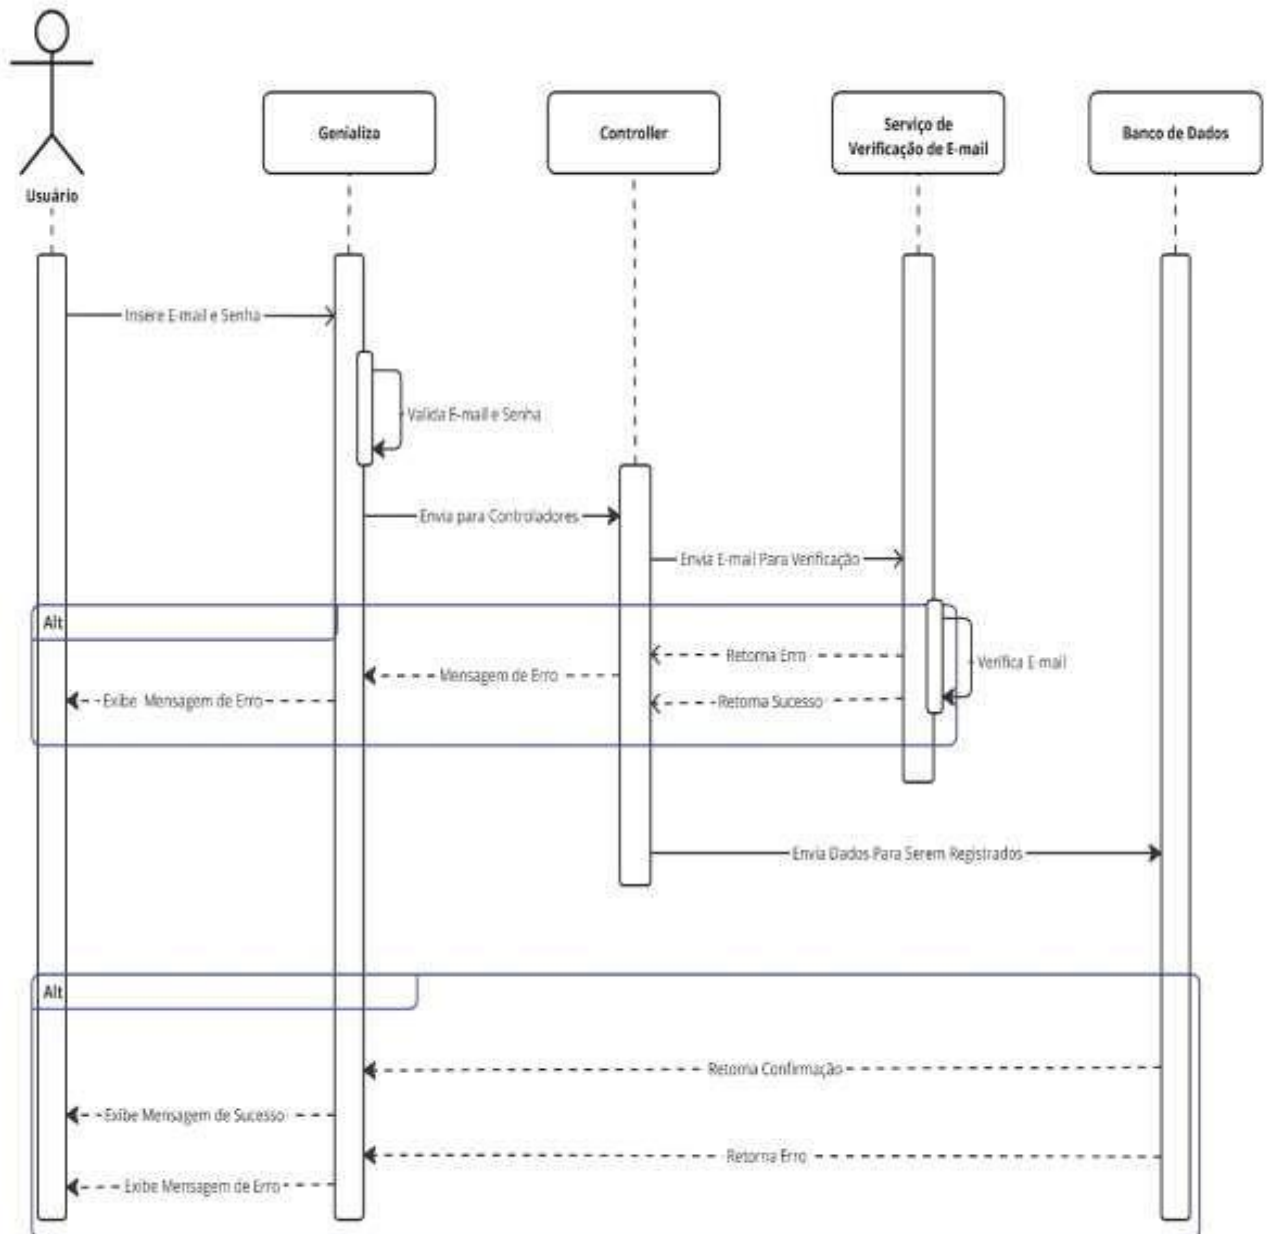 Usuário
Genializa
Controller
Serviço de
Verificação de E-mail
Banco de Dados
Insere E-mail e Senha
Valida E-mail e Senha
Envia para Controladores
Envia E-mail Para Verificação
Alt
Retorna Erro
Verifica E-mail
Mensagem de Erro
Exibe Mensagem de Erro
Retorna Sucesso
Envia Dados Para Serem Registrados
Alt
Retorna Confirmação
Exibe Mensagem de Sucesso
Retorna Erro
Exibe Mensagem de Erro